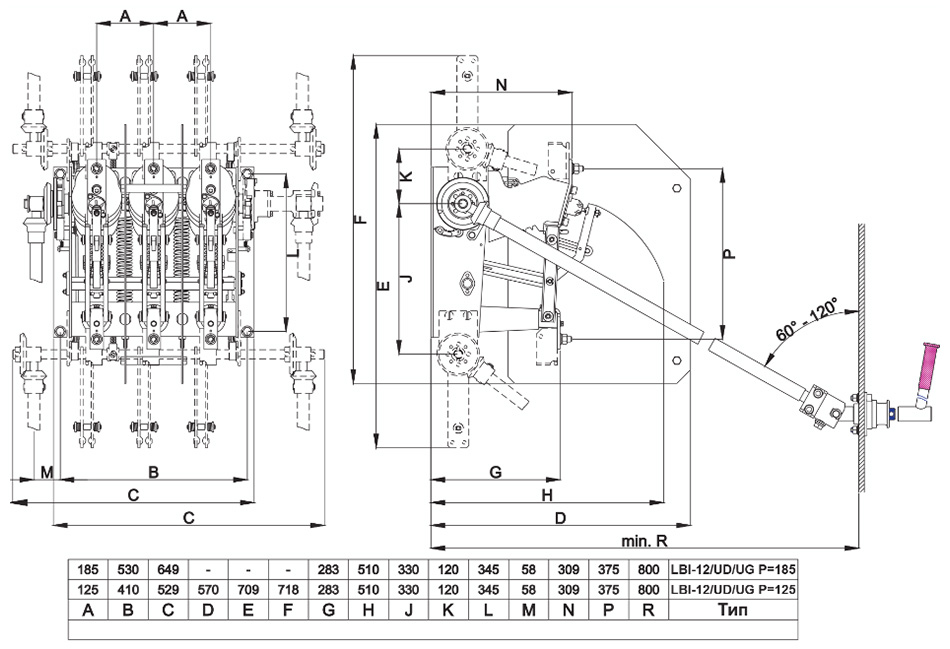 A A
N
K
F
E
J
L
P
60° - 120°
M B
C
C
G
H
D
min. R
185 530 649 - - - 283 510 330 120 345 58 309 375 800 LBI-12/UD/UG P=185
125 410 529 570 709 718 283 510 330 120 345 58 309 375 800 LBI-12/UD/UG P=125
A B C D E F G H J K L M N P R Тип